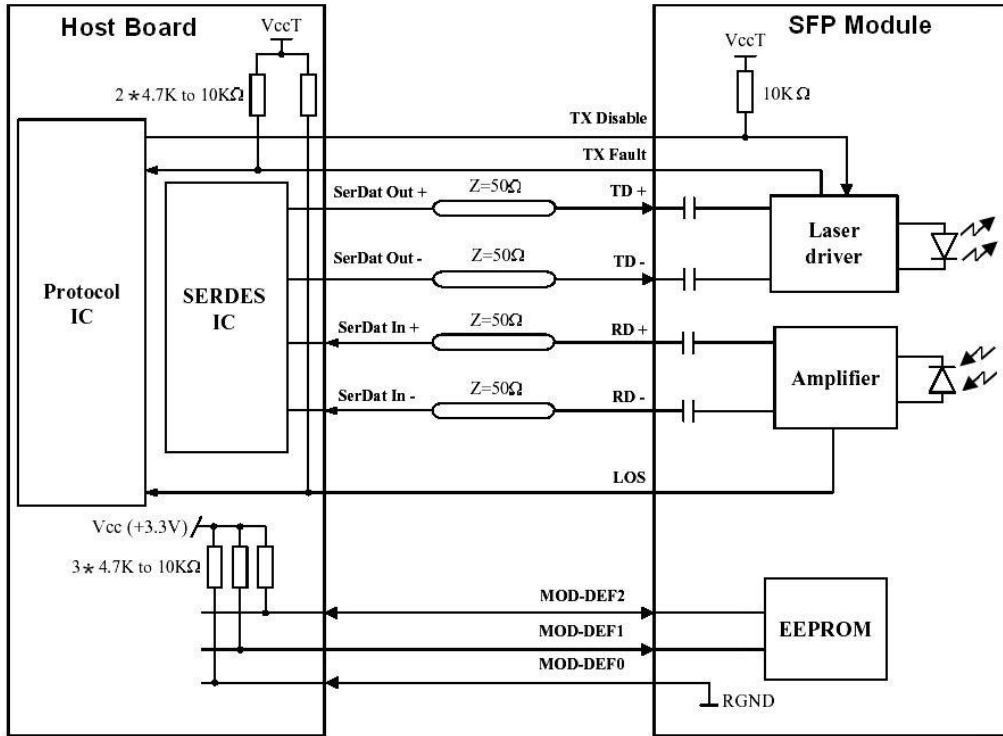 Host Board
SFP Module
VccT
VccT
2*4.7K to 10KΩ
10KΩ
TX Disable
TX Fault
SerDat Out +
Z=50Ω
TD +
SerDat Out -
Z=50Ω
TD -
Laser
driver
Protocol
IC
SERDES
IC
SerDat In +
Z=50Ω
RD +
SerDat In -
Z=50Ω
RD -
Amplifier
LOS
Vcc (+3.3V)
3*4.7K to 10KΩ
MOD-DEF2
MOD-DEF1
MOD-DEF0
EEPROM
RGND